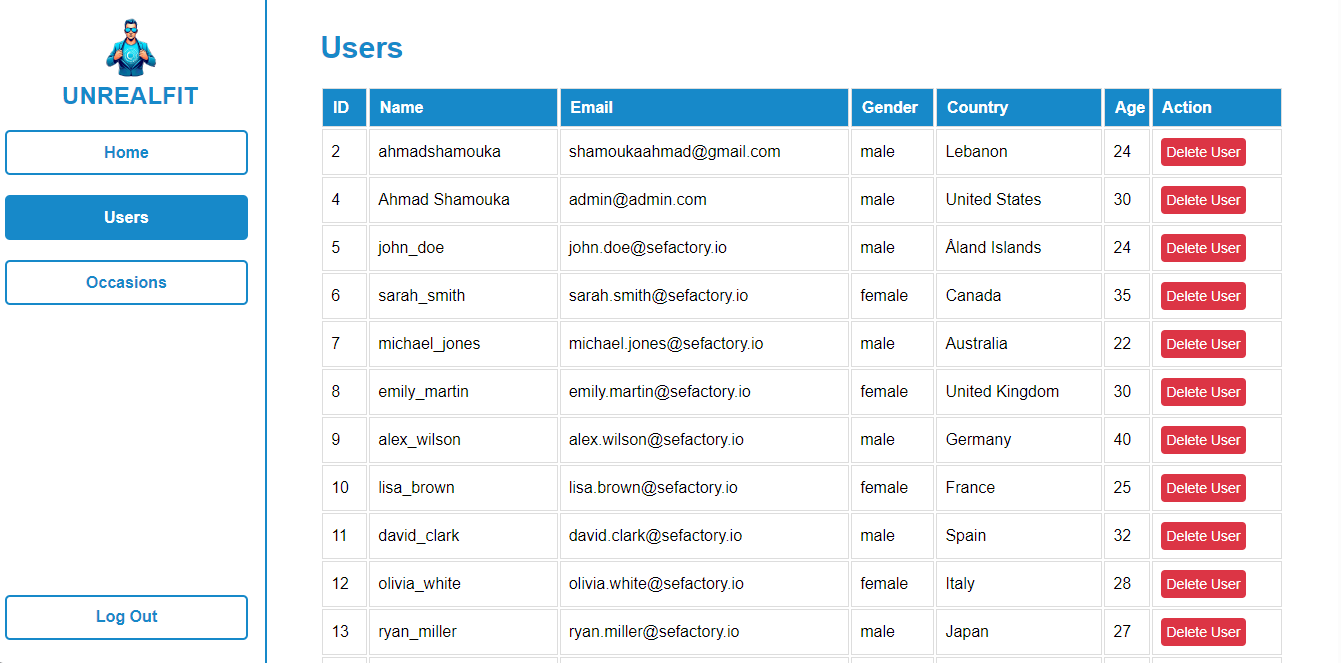 UNREALFIT
Home
Users
Occasions
Log Out
Users
ID Name Email Gender Country Age Action
2 ahmadshamouka shamoukaahmad@gmail.com male Lebanon 24 Delete User
4 Ahmad Shamouka admin@admin.com male United States 30 Delete User
5 john_doe john.doe@sefactory.io male Åland Islands 24 Delete User
6 sarah_smith sarah.smith@sefactory.io female Canada 35 Delete User
7 michael_jones michael.jones@sefactory.io male Australia 22 Delete User
8 emily_martin emily.martin@sefactory.io female United Kingdom 30 Delete User
9 alex_wilson alex.wilson@sefactory.io male Germany 40 Delete User
10 lisa_brown lisa.brown@sefactory.io female France 25 Delete User
11 david_clark david.clark@sefactory.io male Spain 32 Delete User
12 olivia_white olivia.white@sefactory.io female Italy 28 Delete User
13 ryan_miller ryan.miller@sefactory.io male Japan 27 Delete User